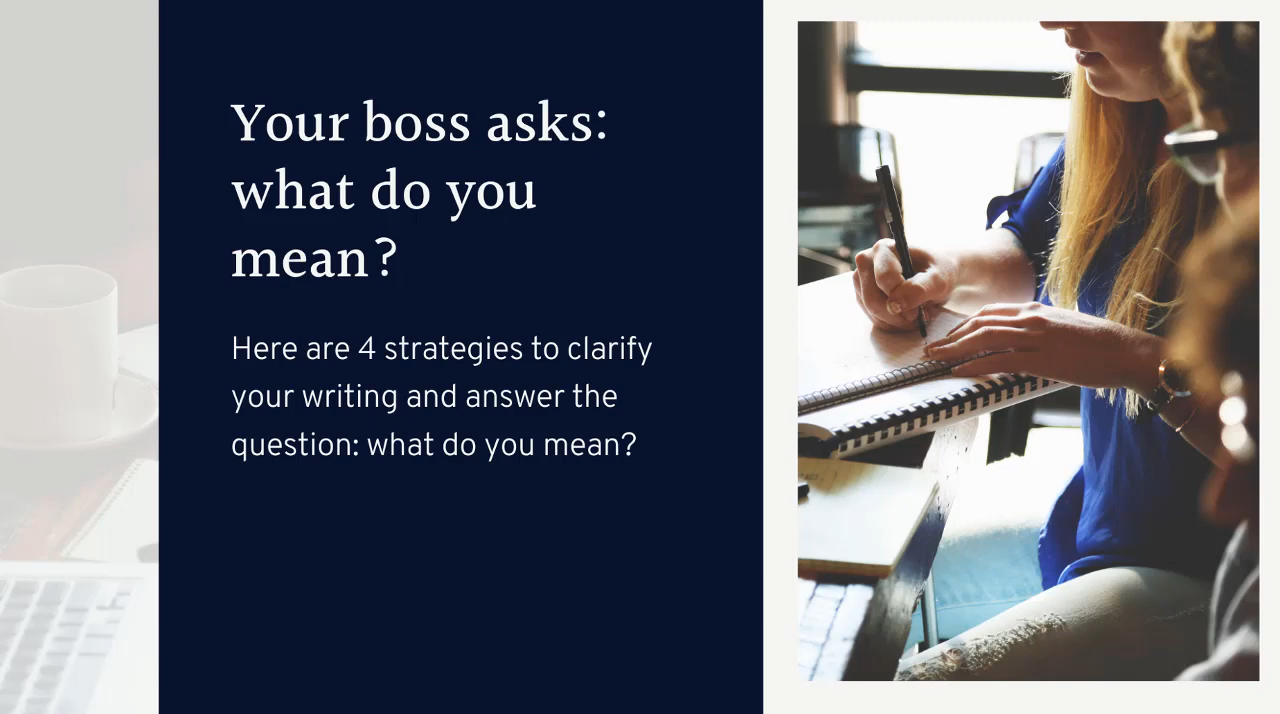 Your boss asks:
what do you
mean?
Here are 4 strategies to clarify
your writing and answer the
question: what do you mean?